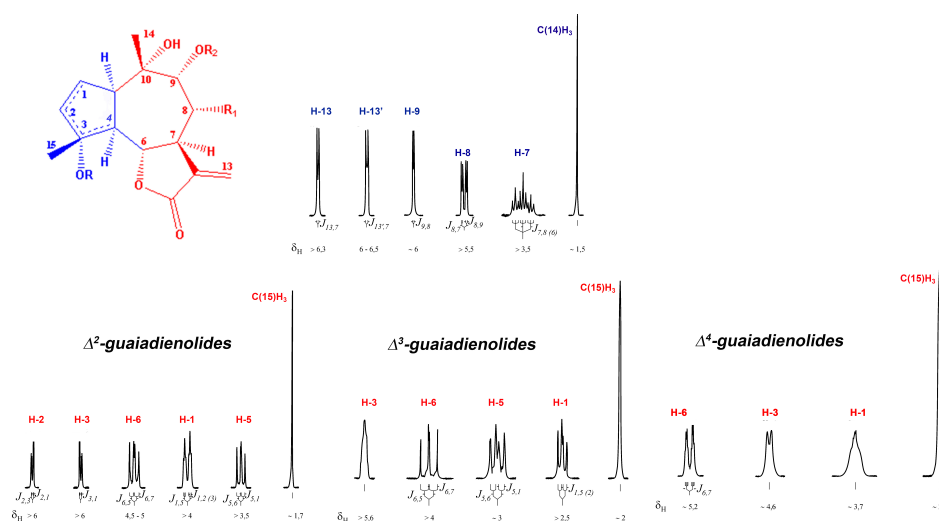 14
OH
OR₂
H
10
9
1
8
R₁
2
4
7
3
6
H
15
13
H
OR
O
O
C(14)H₃
H-13
H-13'
H-9
H-8
H-7
J13,7
J13',7
J9,8
J8,7
J8,9
J7,8 (6)
δH
> 6,3
6 - 6,5
~ 6
> 5,5
> 3,5
~ 1,5
C(15)H₃
Δ²-guaiadienolides
H-2
H-3
H-6
H-1
H-5
J2,3
J2,1
J3,1
J6,5
J6,7
J1,5
J1,2 (3)
J5,6
J5,1
δH
> 6
> 6
4,5 - 5
> 4
> 3,5
~ 1,7
C(15)H₃
Δ³-guaiadienolides
H-3
H-6
H-5
H-1
J6,5
J6,7
J5,6
J5,1
J1,5 (2)
δH
> 5,6
> 4
~ 3
> 2,5
~ 2
C(15)H₃
Δ⁴-guaiadienolides
H-6
H-3
H-1
J6,7
~ 5,2
~ 4,6
~ 3,7
~